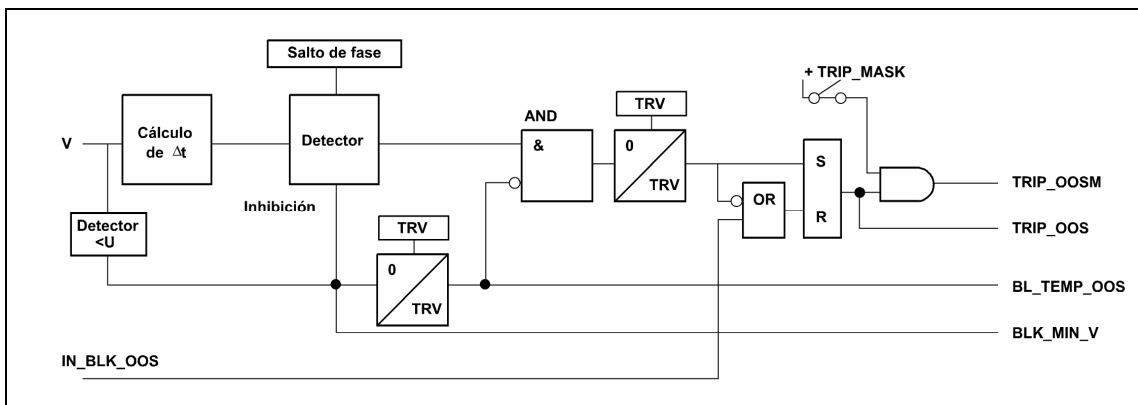 Salto de fase
+ TRIP_MASK
V
Cálculo
de Δt
Detector
AND
&
TRV
0
TRV
S
R
OR
TRIP_OOSM
TRIP_OOS
Inhibición
Detector
<U
TRV
0
TRV
BL_TEMP_OOS
BLK_MIN_V
IN_BLK_OOS